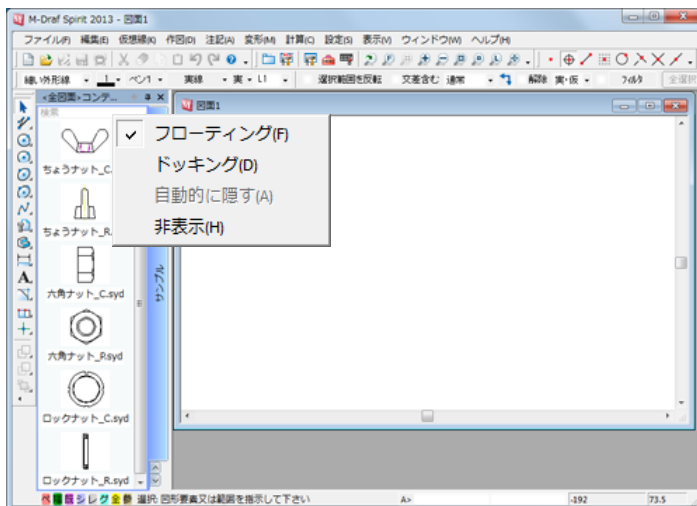 M-Draf Spirit 2013 - 図面1
ファイル(F) 編集(E) 仮想線(K) 作図(D) 注記(A) 変形(M) 計算(C) 設定(S) 表示(V) ウィンドウ(W) ヘルプ(H)
細い外形線 1 ペン1 実線 実 L1 選択範囲を反転 交差含む 通常 解除 実・仮 フィルタ 全選択
<全図面>コンテ...
図面1
検索
フローティング(F)
ドッキング(D)
自動的に隠す(A)
非表示(H)
ちょうナット_C.
ちょうナット_R.
六角ナット_C.syd
サンプル
六角ナット_R.syd
ロックナット_C.syd
ロックナット_R.syd
選択: 図形要素又は範囲を指示して下さい A> -192 73.5